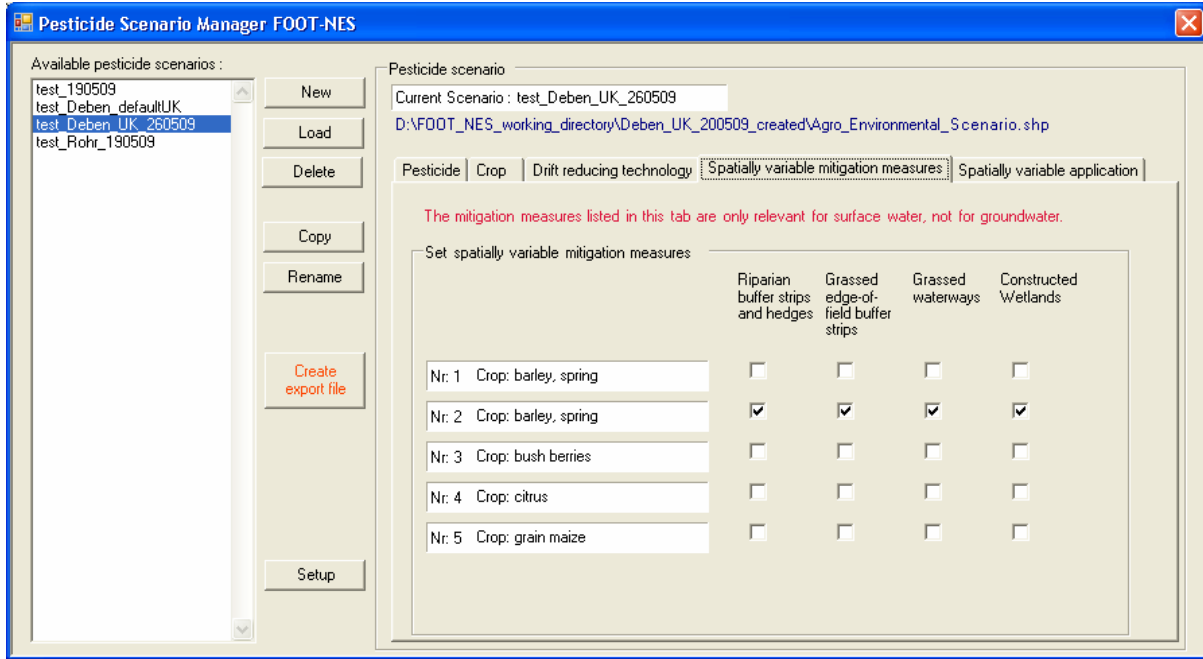 Pesticide Scenario Manager FOOT-NES
Available pesticide scenarios :
test_190509
test_Deben_defaultUK
test_Deben_UK_260509
test_Rohr_190509
New
Load
Delete
Copy
Rename
Create
export file
Setup
Pesticide scenario
Current Scenario : test_Deben_UK_260509
D:\FOOT_NES_working_directory\Deben_UK_200509_created\Agro_Environmental_Scenario.shp
Pesticide Crop Drift reducing technology Spatially variable mitigation measures Spatially variable application
The mitigation measures listed in this tab are only relevant for surface water, not for groundwater.
Set spatially variable mitigation measures
Riparian
buffer strips
and hedges
Grassed
edge-of-
field buffer
strips
Grassed
waterways
Constructed
Wetlands
Nr: 1 Crop: barley, spring
Nr: 2 Crop: barley, spring
Nr: 3 Crop: bush berries
Nr: 4 Crop: citrus
Nr: 5 Crop: grain maize